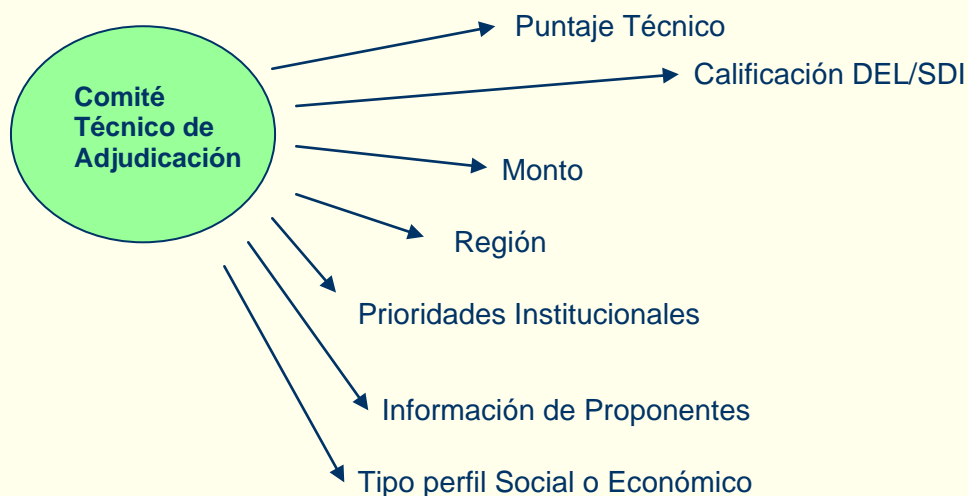 Comité
Técnico de
Adjudicación
Puntaje Técnico
Calificación DEL/SDI
Monto
Región
Prioridades Institucionales
Información de Proponentes
Tipo perfil Social o Económico